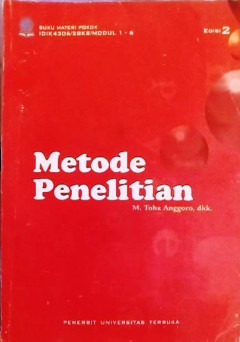 BUKU MATERI POKOK
IDIK4306/3SKS/MODUL 1 - 6
Edisi 2
Metode
Penelitian
M. Toha Anggoro, dkk.
PENERBIT UNIVERSITAS TERBUKA